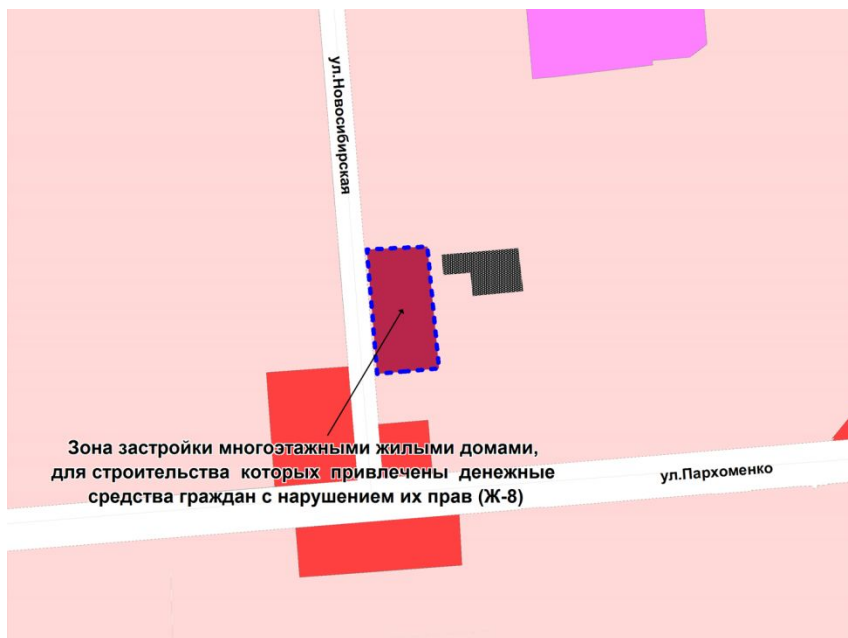 ул.Новосибирская
Зона застройки многоэтажными жилыми домами,
для строительства которых привлечены денежные
средства граждан с нарушением их прав (Ж-8)
ул.Пархоменко